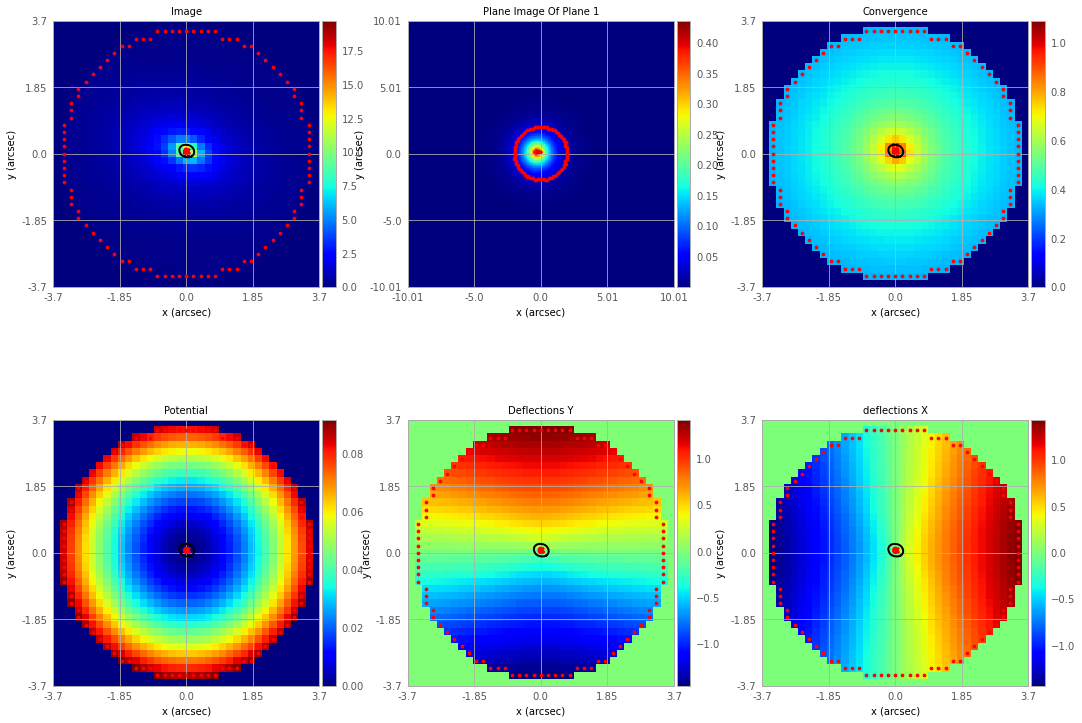 Image
Plane Image Of Plane 1
Convergence
3.7
1.85
0.0
-1.85
-3.7
y (arcsec)
-3.7 -1.85 0.0 1.85 3.7
x (arcsec)
17.5
15.0
12.5
10.0
7.5
5.0
2.5
0.0
10.01
5.01
0.0
-5.0
-10.01
y (arcsec)
-10.01 -5.0 0.0 5.01 10.01
x (arcsec)
0.40
0.35
0.30
0.25
0.20
0.15
0.10
0.05
3.7
1.85
0.0
-1.85
-3.7
y (arcsec)
-3.7 -1.85 0.0 1.85 3.7
x (arcsec)
1.0
0.8
0.6
0.4
0.2
0.0
Potential
Deflections Y
deflections X
3.7
1.85
0.0
-1.85
-3.7
y (arcsec)
-3.7 -1.85 0.0 1.85 3.7
x (arcsec)
0.08
0.06
0.04
0.02
0.00
3.7
1.85
0.0
-1.85
-3.7
y (arcsec)
-3.7 -1.85 0.0 1.85 3.7
x (arcsec)
1.0
0.5
0.0
−0.5
−1.0
3.7
1.85
0.0
-1.85
-3.7
y (arcsec)
-3.7 -1.85 0.0 1.85 3.7
x (arcsec)
1.0
0.5
0.0
−0.5
−1.0